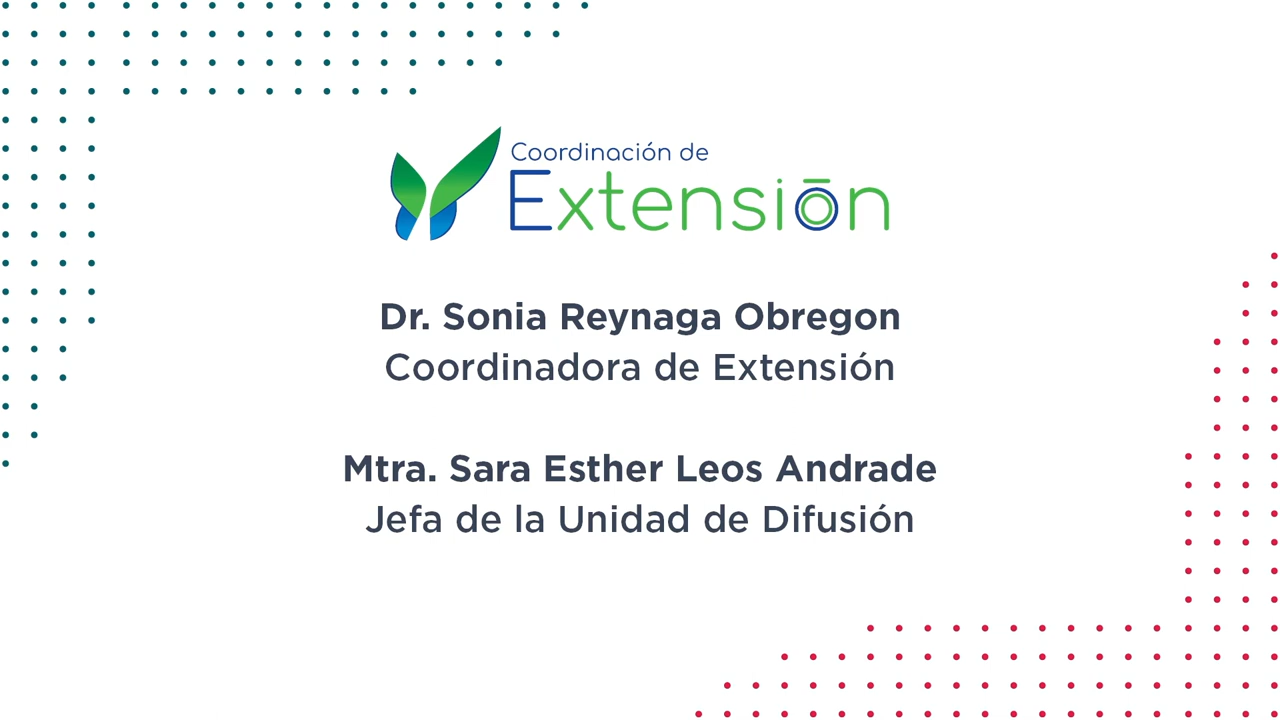 Coordinación de
Extensiōn
Dr. Sonia Reynaga Obregon
Coordinadora de Extensión
Mtra. Sara Esther Leos Andrade
Jefa de la Unidad de Difusión